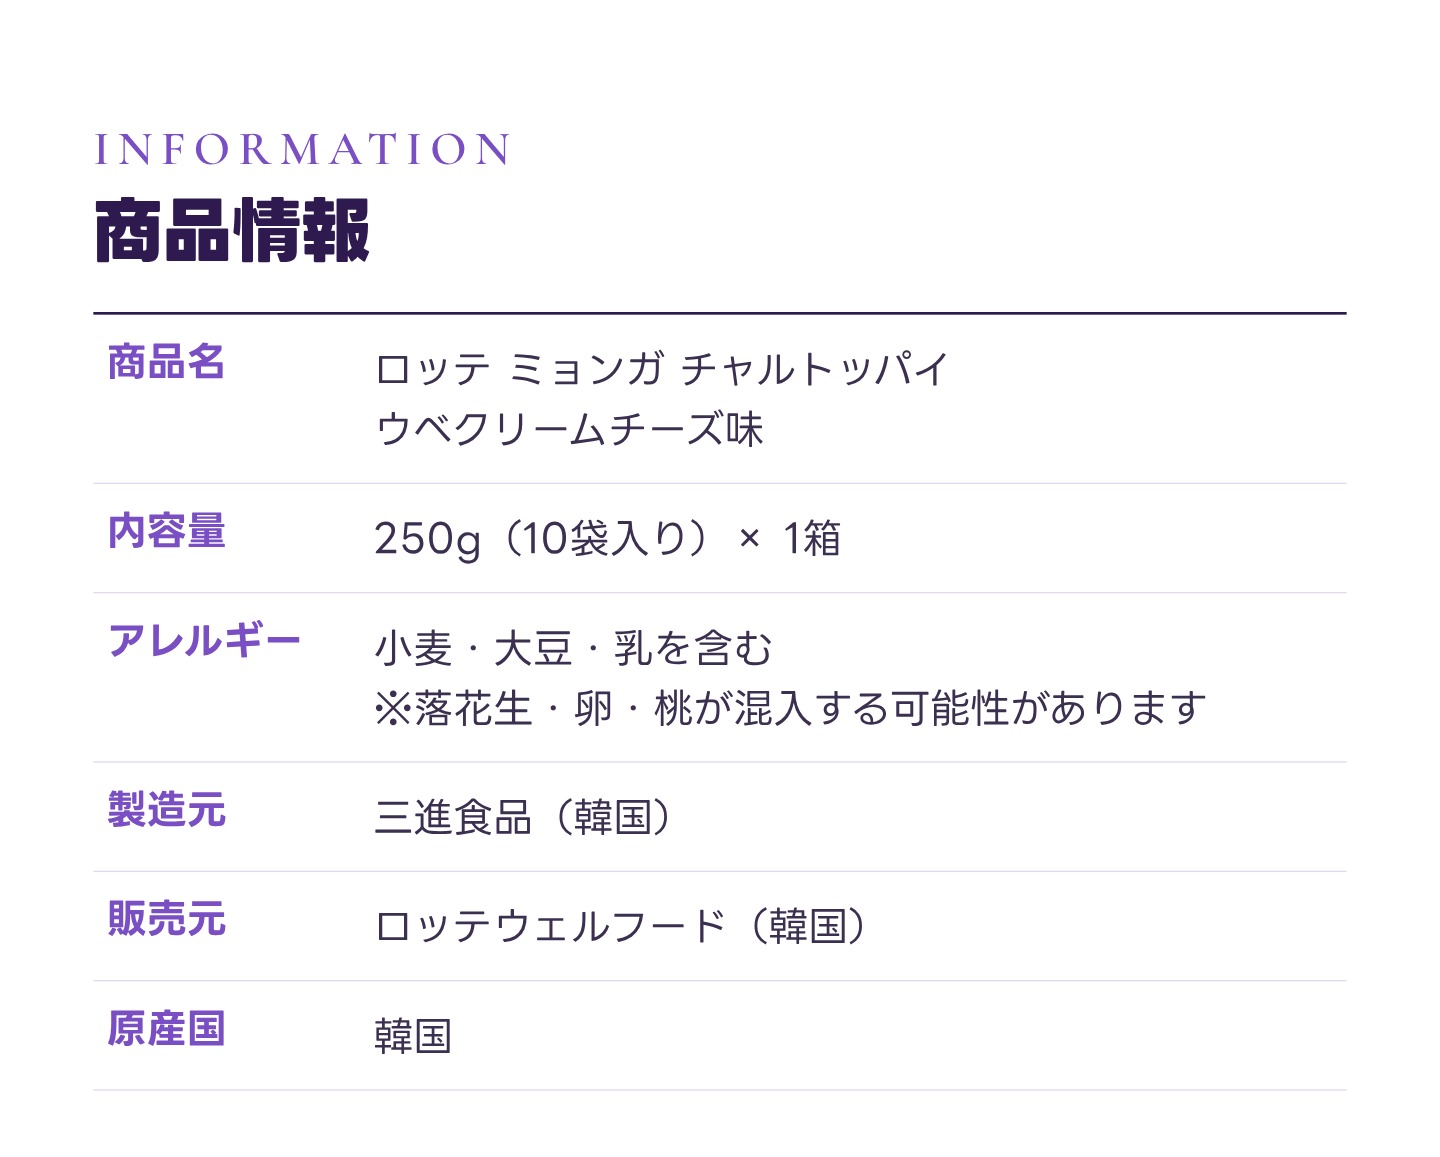 INFORMATION
商品情報
商品名
ロッテ ミョンガ チャルトッパイ
ウベクリームチーズ味
内容量
250g（10袋入り） × 1箱
アレルギー
小麦・大豆・乳を含む
※落花生・卵・桃が混入する可能性があります
製造元
三進食品（韓国）
販売元
ロッテウェルフード（韓国）
原産国
韓国